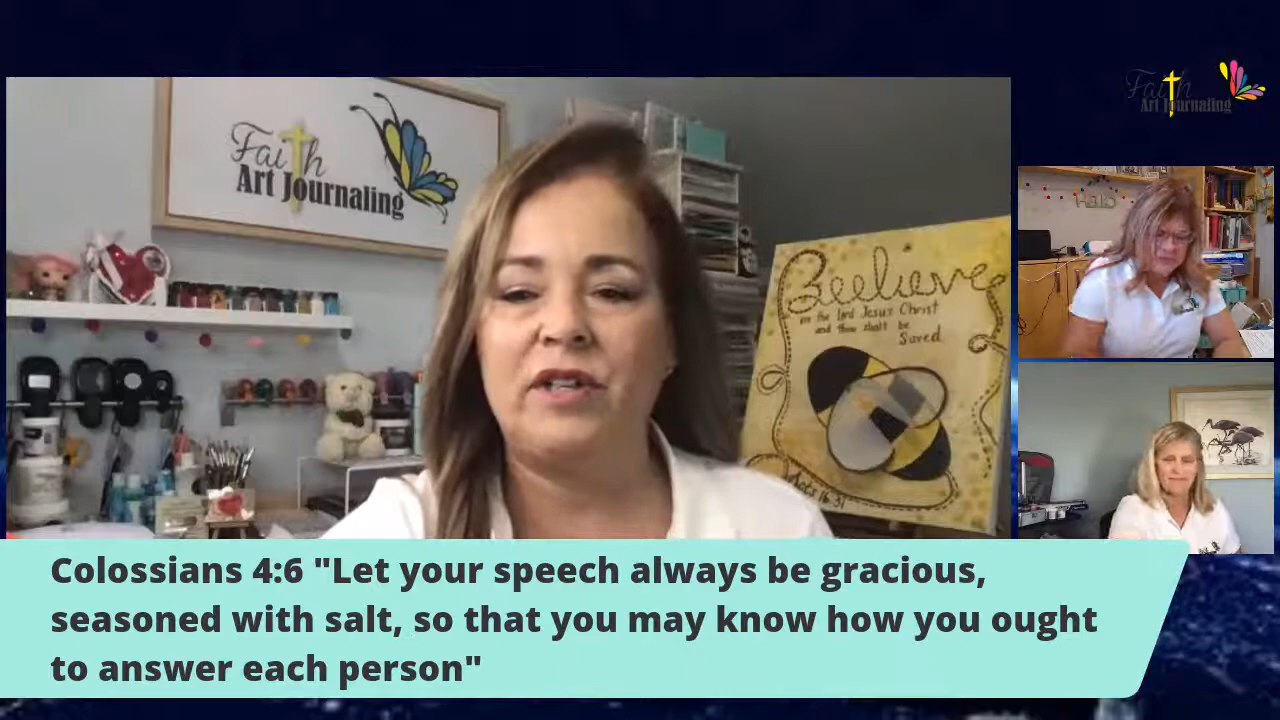 Faith
Art Journaling
Faith
Art Journaling
Hello
Beelieve
on the Lord Jesus Christ
and thou shalt be
Saved
Acts 16:31
Colossians 4:6 "Let your speech always be gracious,
seasoned with salt, so that you may know how you ought
to answer each person"